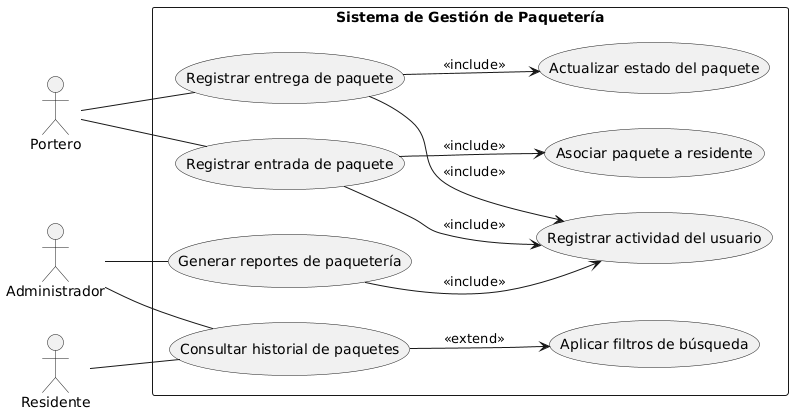 Sistema de Gestión de Paquetería
Registrar entrega de paquete
«include»
Actualizar estado del paquete
Portero
Registrar entrada de paquete
«include»
Asociar paquete a residente
«include»
«include»
Registrar actividad del usuario
Administrador
Generar reportes de paquetería
«include»
Residente
Consultar historial de paquetes
«extend»
Aplicar filtros de búsqueda